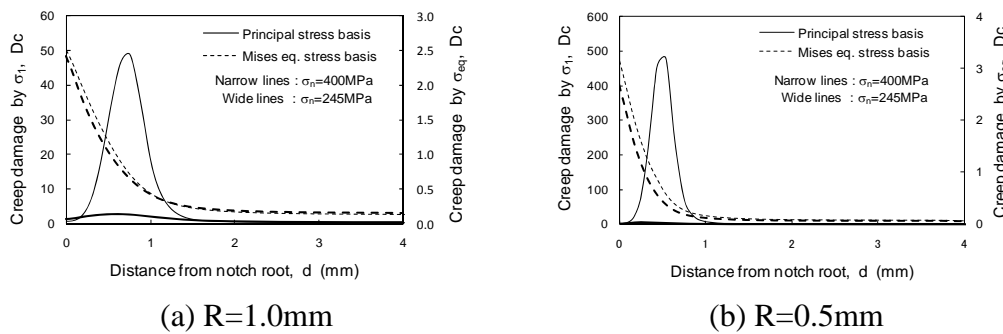 60
50
40
30
20
10
0
Creep damage by σ1, Dc
3.0
2.5
2.0
1.5
1.0
0.5
0.0
Creep damage by σeq, Dc
Principal stress basis
Mises eq. stress basis
Narrow lines : σn=400MPa
Wide lines : σn=245MPa
0 1 2 3 4
Distance from notch root, d (mm)
(a) R=1.0mm
600
500
400
300
200
100
0
Creep damage by σ1, Dc
4
3
2
1
0
Creep damage by Dc
Principal stress basis
Mises eq. stress basis
Narrow lines : σn=400MPa
Wide lines : σn=245MPa
0 1 2 3 4
Distance from notch root, d (mm)
(b) R=0.5mm